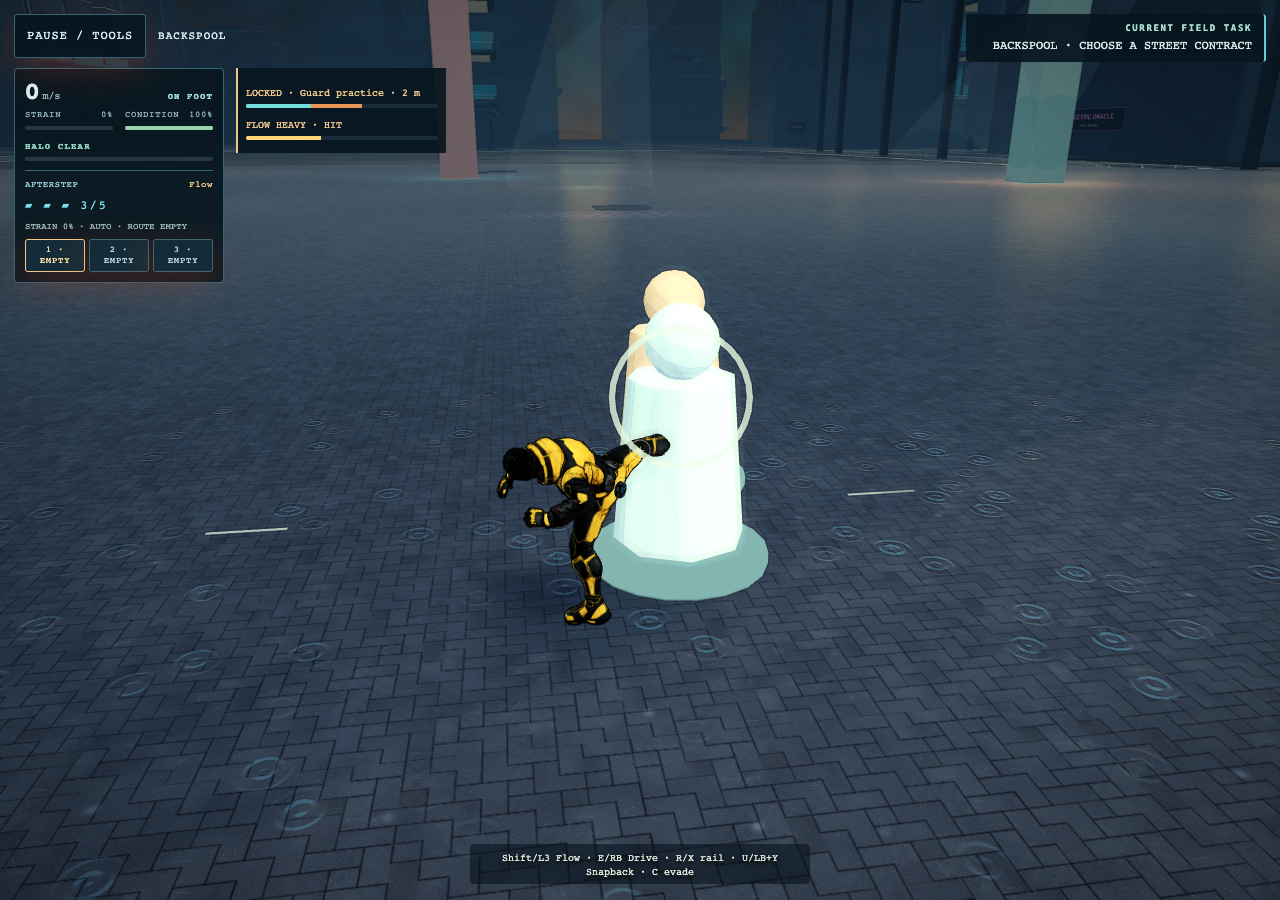 PAUSE / TOOLS
BACKSPOOL
CURRENT FIELD TASK
BACKSPOOL · CHOOSE A STREET CONTRACT
0 m/s
ON FOOT
STRAIN 0%
CONDITION 100%
HALO CLEAR
AFTERSTEP
Flow
3/5
STRAIN 0% · AUTO · ROUTE EMPTY
1 ·
EMPTY
2 ·
EMPTY
3 ·
EMPTY
LOCKED · Guard practice · 2 m
FLOW HEAVY · HIT
ORACLE
Shift/L3 Flow · E/RB Drive · R/X rail · U/LB+Y
Snapback · C evade